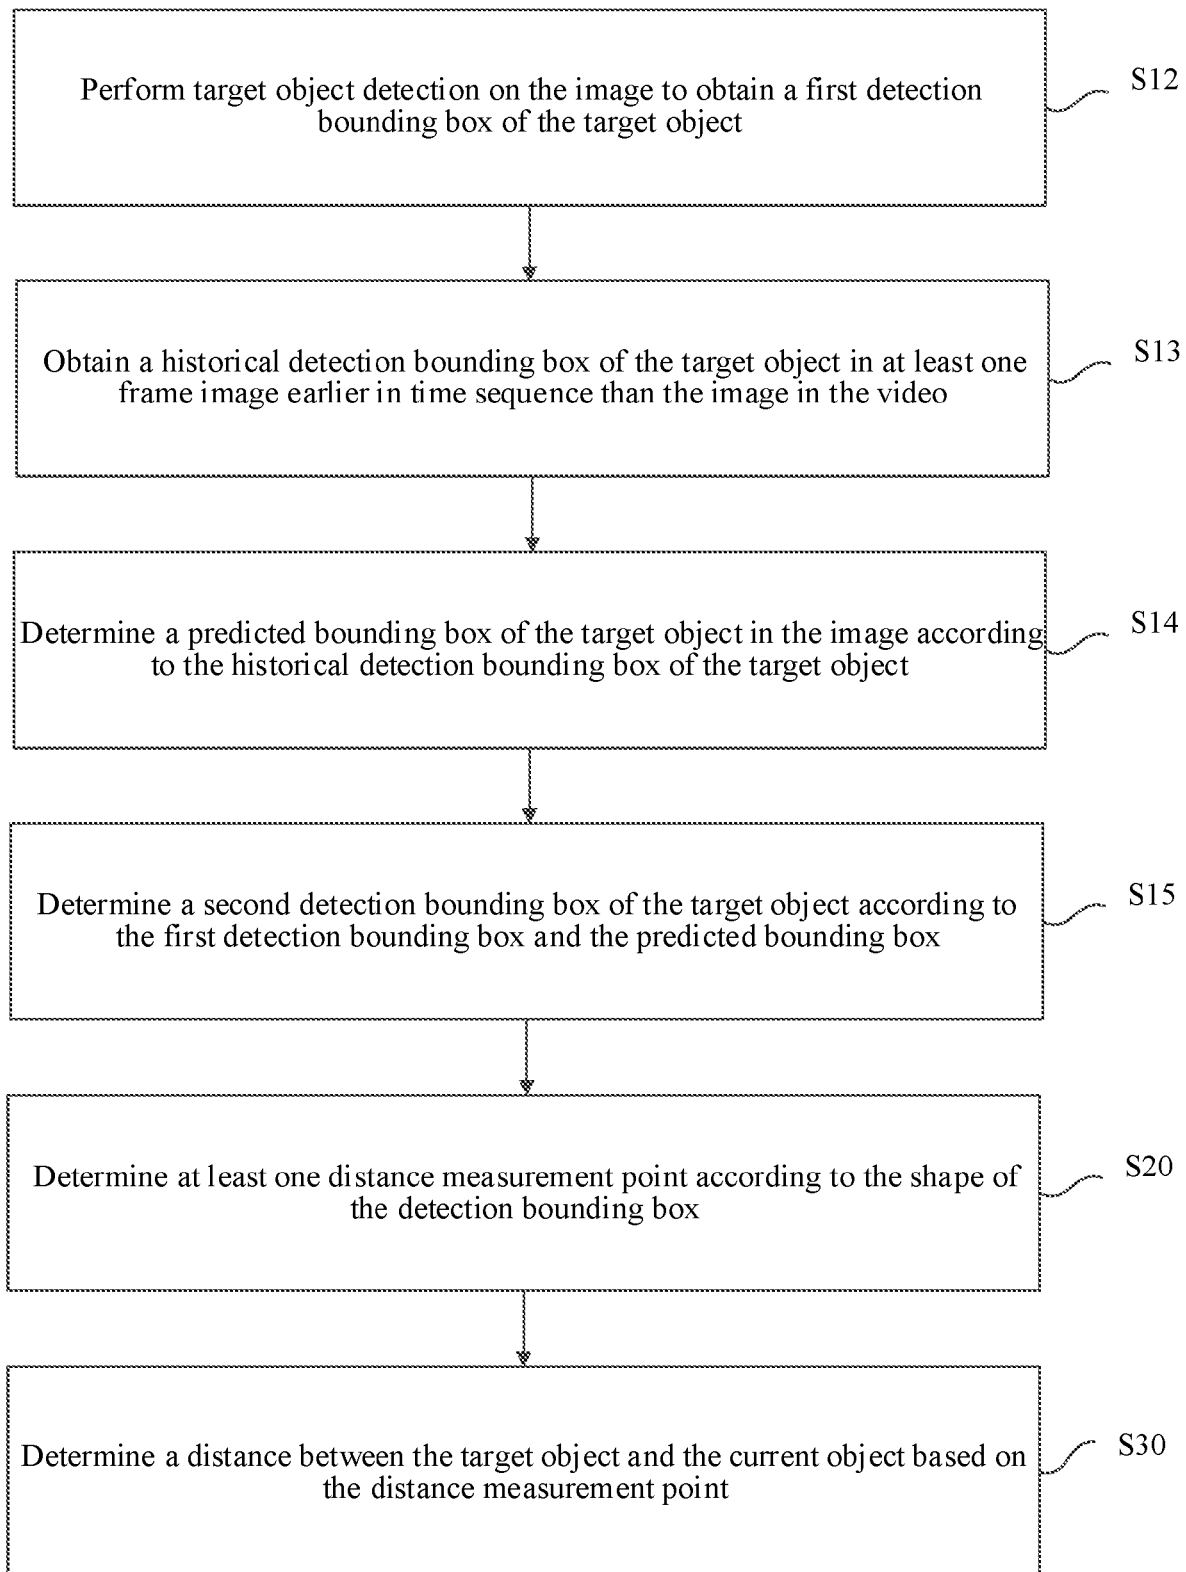 Perform target object detection on the image to obtain a first detection
bounding box of the target object
S12
Obtain a historical detection bounding box of the target object in at least one
frame image earlier in time sequence than the image in the video
S13
Determine a predicted bounding box of the target object in the image according
to the historical detection bounding box of the target object
S14
Determine a second detection bounding box of the target object according to
the first detection bounding box and the predicted bounding box
S15
Determine at least one distance measurement point according to the shape of
the detection bounding box
S20
Determine a distance between the target object and the current object based on
the distance measurement point
S30